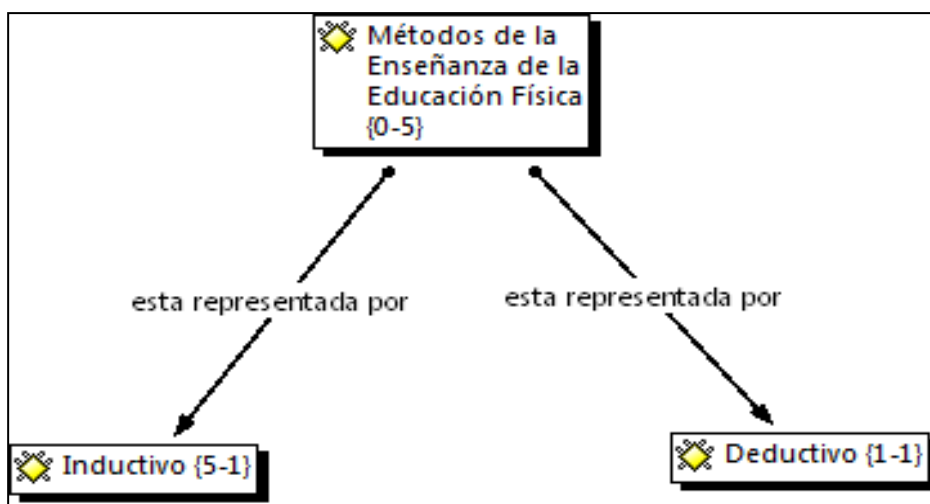 Métodos de la
Enseñanza de la
Educación Física
{0-5}
esta representada por
esta representada por
Inductivo {5-1}
Deductivo {1-1}